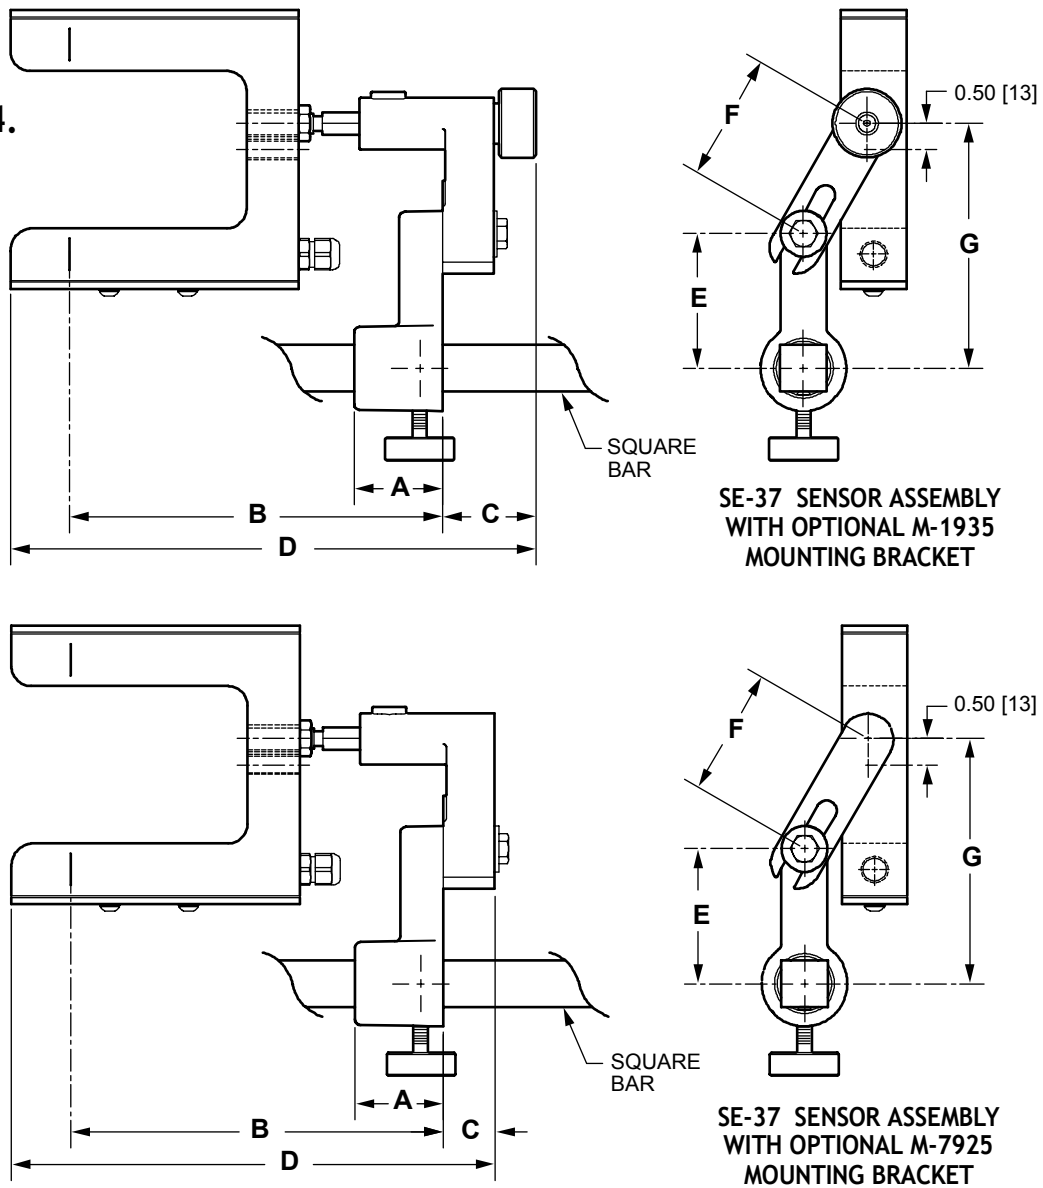 4.
F
0.50 [13]
G
E
SQUARE
BAR
A
B
C
D
SE-37 SENSOR ASSEMBLY
WITH OPTIONAL M-1935
MOUNTING BRACKET
F
0.50 [13]
G
E
SQUARE
BAR
A
B
C
D
SE-37 SENSOR ASSEMBLY
WITH OPTIONAL M-7925
MOUNTING BRACKET